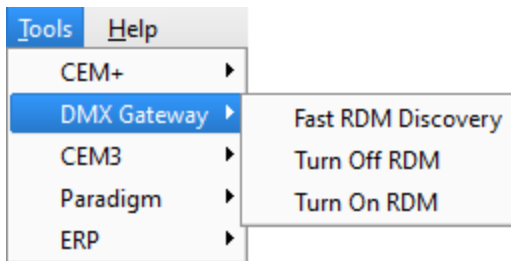 Tools Help
CEM+
DMX Gateway
CEM3
Paradigm
ERP
Fast RDM Discovery
Turn Off RDM
Turn On RDM